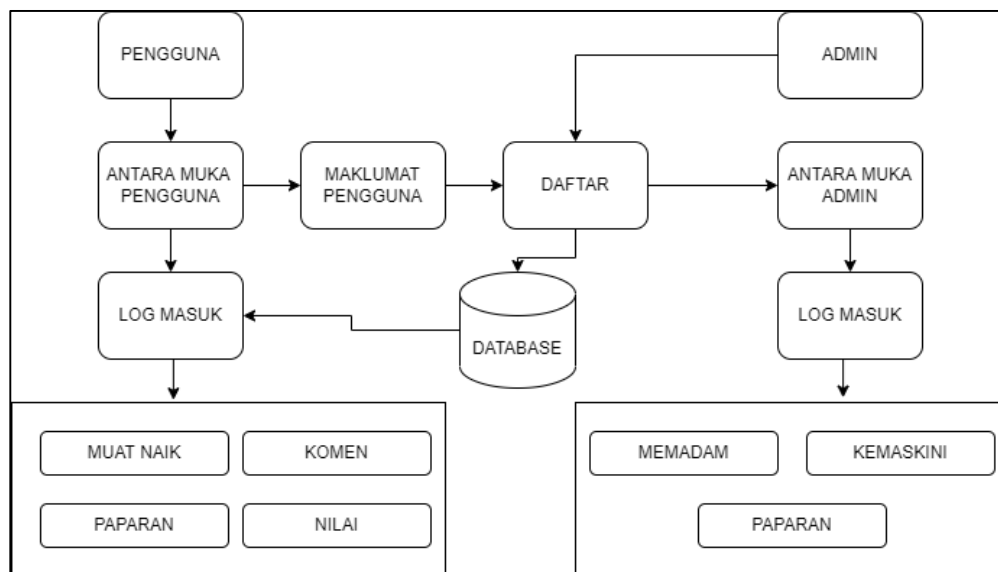 PENGGUNA
ADMIN
ANTARA MUKA
PENGGUNA
MAKLUMAT
PENGGUNA
DAFTAR
ANTARA MUKA
ADMIN
LOG MASUK
DATABASE
LOG MASUK
MUAT NAIK
KOMEN
PAPARAN
NILAI
MEMADAM
KEMASKINI
PAPARAN